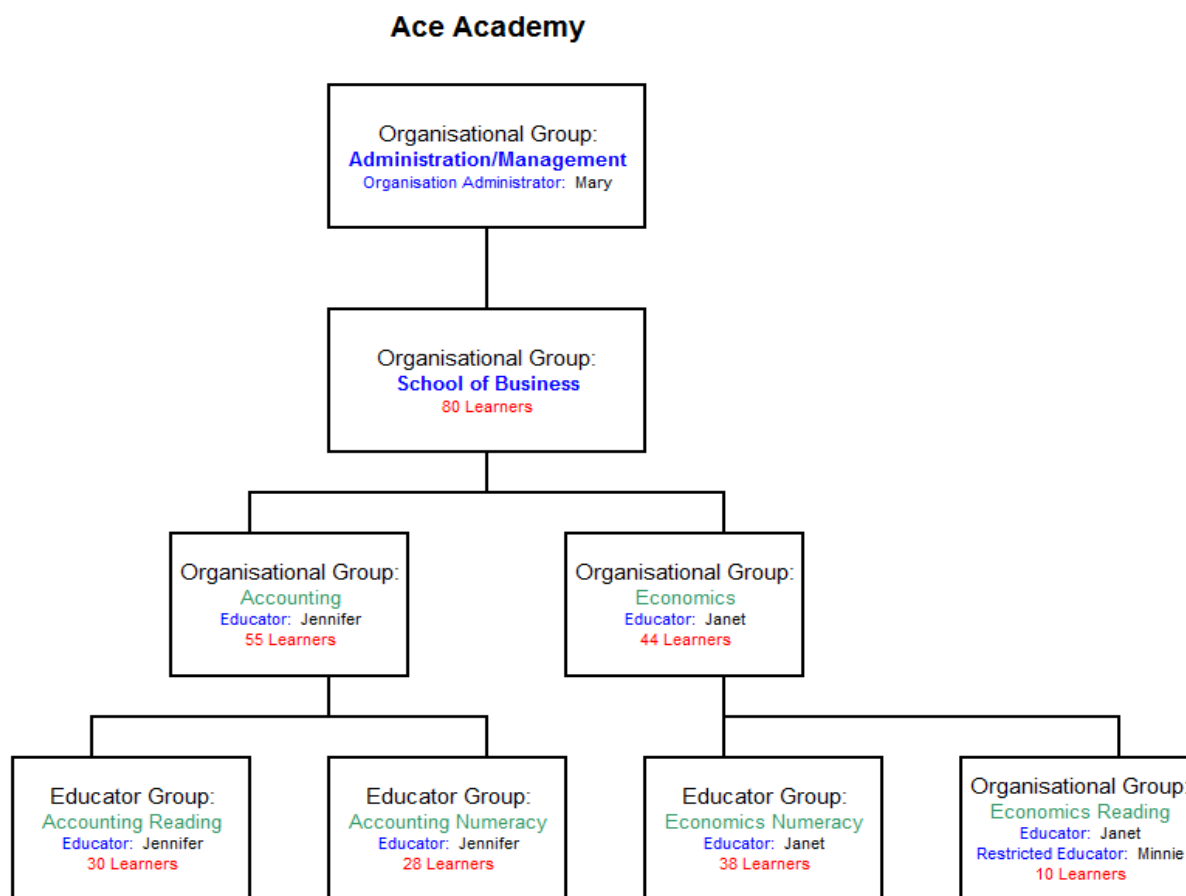 Ace Academy
Organisational Group:
Administration/Management
Organisation Administrator: Mary
Organisational Group:
School of Business
80 Learners
Organisational Group:
Accounting
Educator: Jennifer
55 Learners
Organisational Group:
Economics
Educator: Janet
44 Learners
Educator Group:
Accounting Reading
Educator: Jennifer
30 Learners
Educator Group:
Accounting Numeracy
Educator: Jennifer
28 Learners
Educator Group:
Economics Numeracy
Educator: Janet
38 Learners
Organisational Group:
Economics Reading
Educator: Janet
Restricted Educator: Minnie
10 Learners